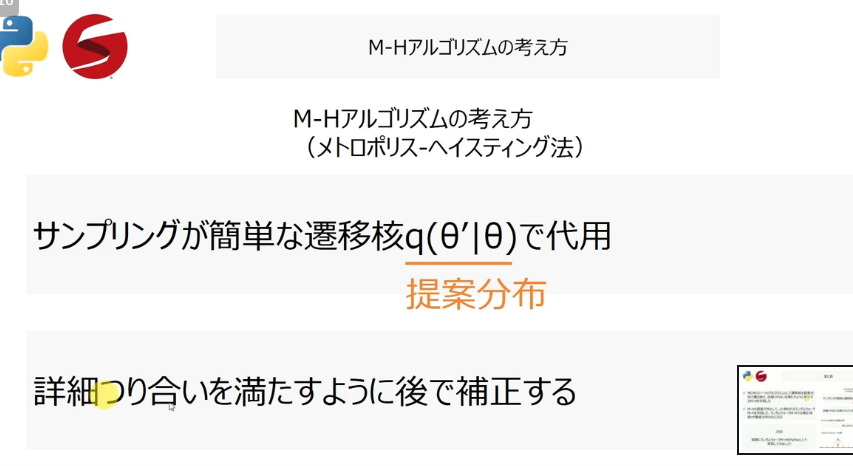 M-Hアルゴリズムの考え方
M-Hアルゴリズムの考え方
（メトロポリス-ヘイスティング法）
サンプリングが簡単な遷移核q(θ′|θ)で代用
提案分布
詳細つり合いを満たすように後で補正する
まとめ